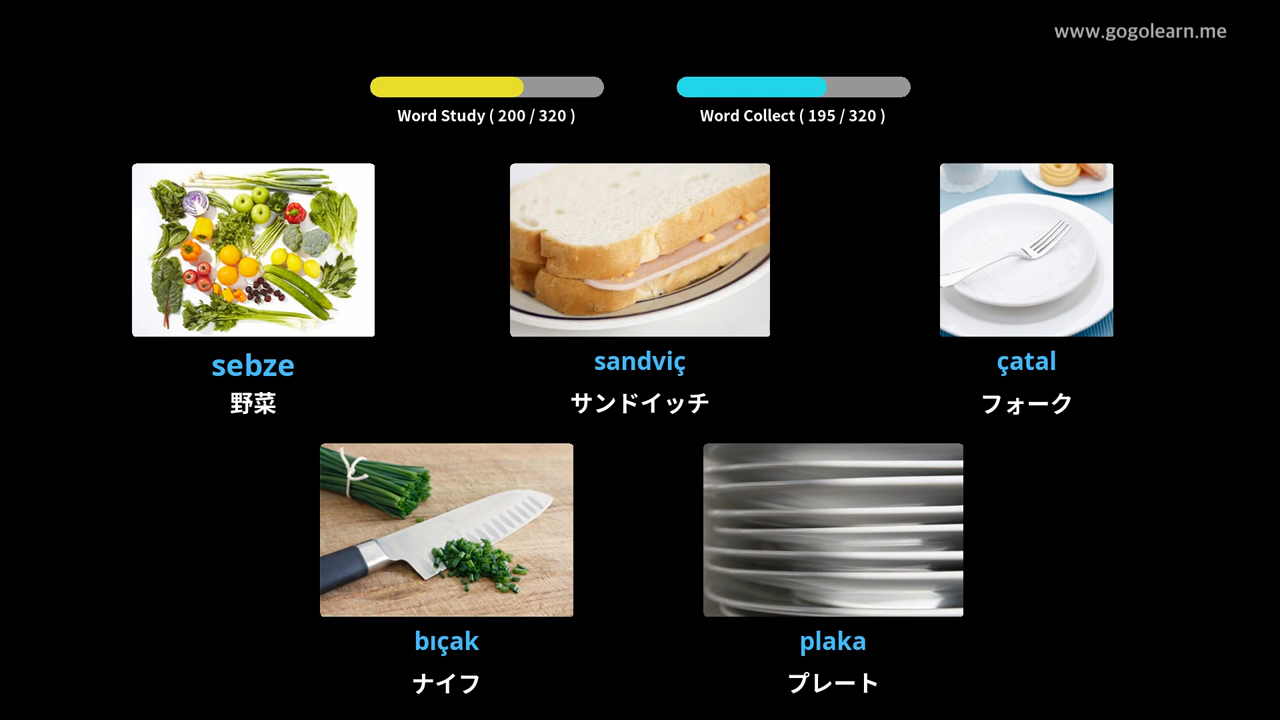 www.gogolearn.me
Word Study ( 200 / 320 )
Word Collect ( 195 / 320 )
sebze
野菜
sandviç
サンドイッチ
çatal
フォーク
bıçak
ナイフ
plaka
プレート